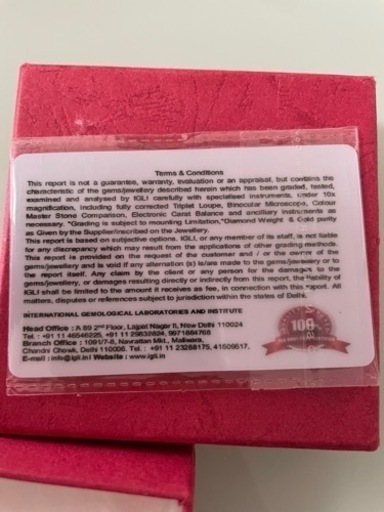 Terms & Conditions
This report is not a guarantee, warranty, evaluation or an appraisal, but contains the
characteristic of the gems/jewellery described herein which has been graded, tested,
examined and analysed by IGLI carefully with specialised instruments, under 10x
magnification, including fully corrected Triplet Loupe, Binocular Microscope, Colour
Master Stone Comparison, Electronic Carat Balance and ancillary instruments as
necessary. *Grading is subject to mounting Limitation,*Diamond Weight & Gold purity
as Given by the Supplier/Inscribed on the Jewellery.
This report is based on subjective options. IGLI, or any member of its staff, is not liable
for any discrepancy which may result from the applications of other grading methods.
This report is provided on the request of the customer and / or the owner of the
gems/jewellery and is void if any alternation (s) is/are made to the gems/jewellery or to
the report itself. Any claim by the client or any person for the damages to the
gems/jewellery, or damages resulting directly or indirectly from this report, the liability of
IGLI shall be limited to the amount it receives as fee, in connection with this report. All
matters, disputes or references subject to jurisdiction within the states of Delhi.
INTERNATIONAL GEMOLOGICAL LABORATORIES AND INSTITUTE
Head Office : A 89 2nd Floor, Lajpat Nagar II, New Delhi 110024
Tel. : +91 11 46546225, +91 11 29832824, 9971884768
Branch Office : 1091/7-8, Navrattan Mkt., Maliwara,
Chandni Chowk, Delhi 110006. Tel. : +91 11 23268175, 41509617,
E-mail : info@igli.in Website : www.igli.in
100